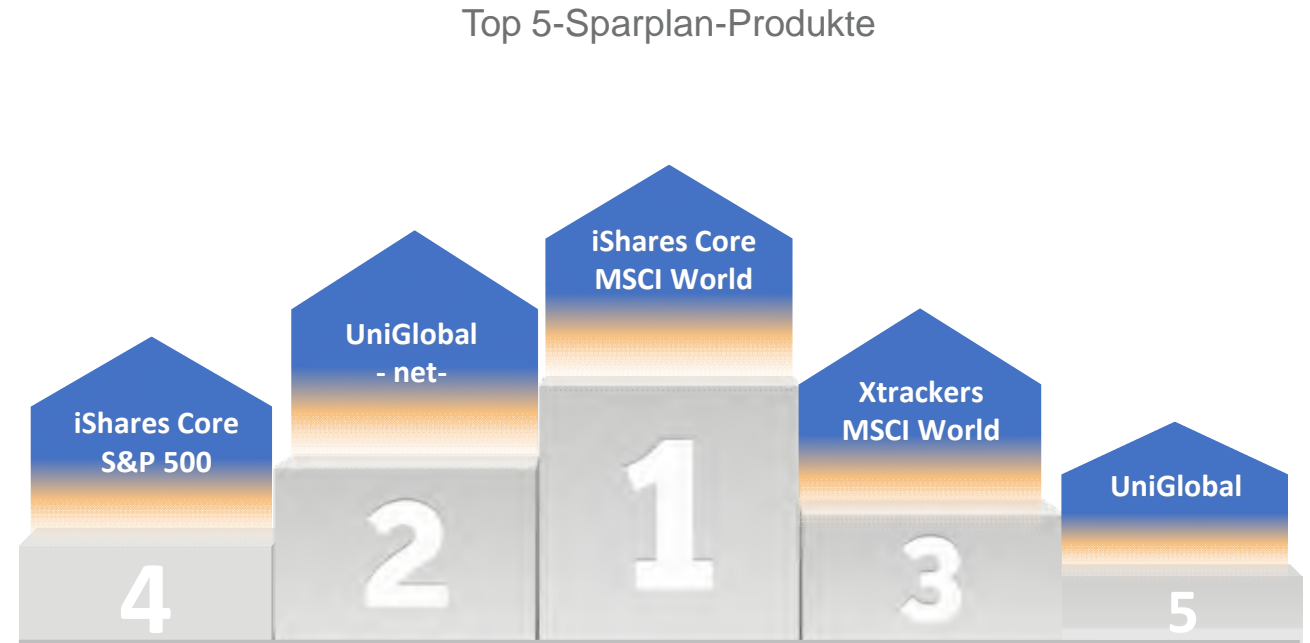 Top 5-Sparplan-Produkte
iShares Core
MSCI World
UniGlobal
- net-
Xtrackers
MSCI World
iShares Core
S&P 500
UniGlobal
1
2
3
4
5